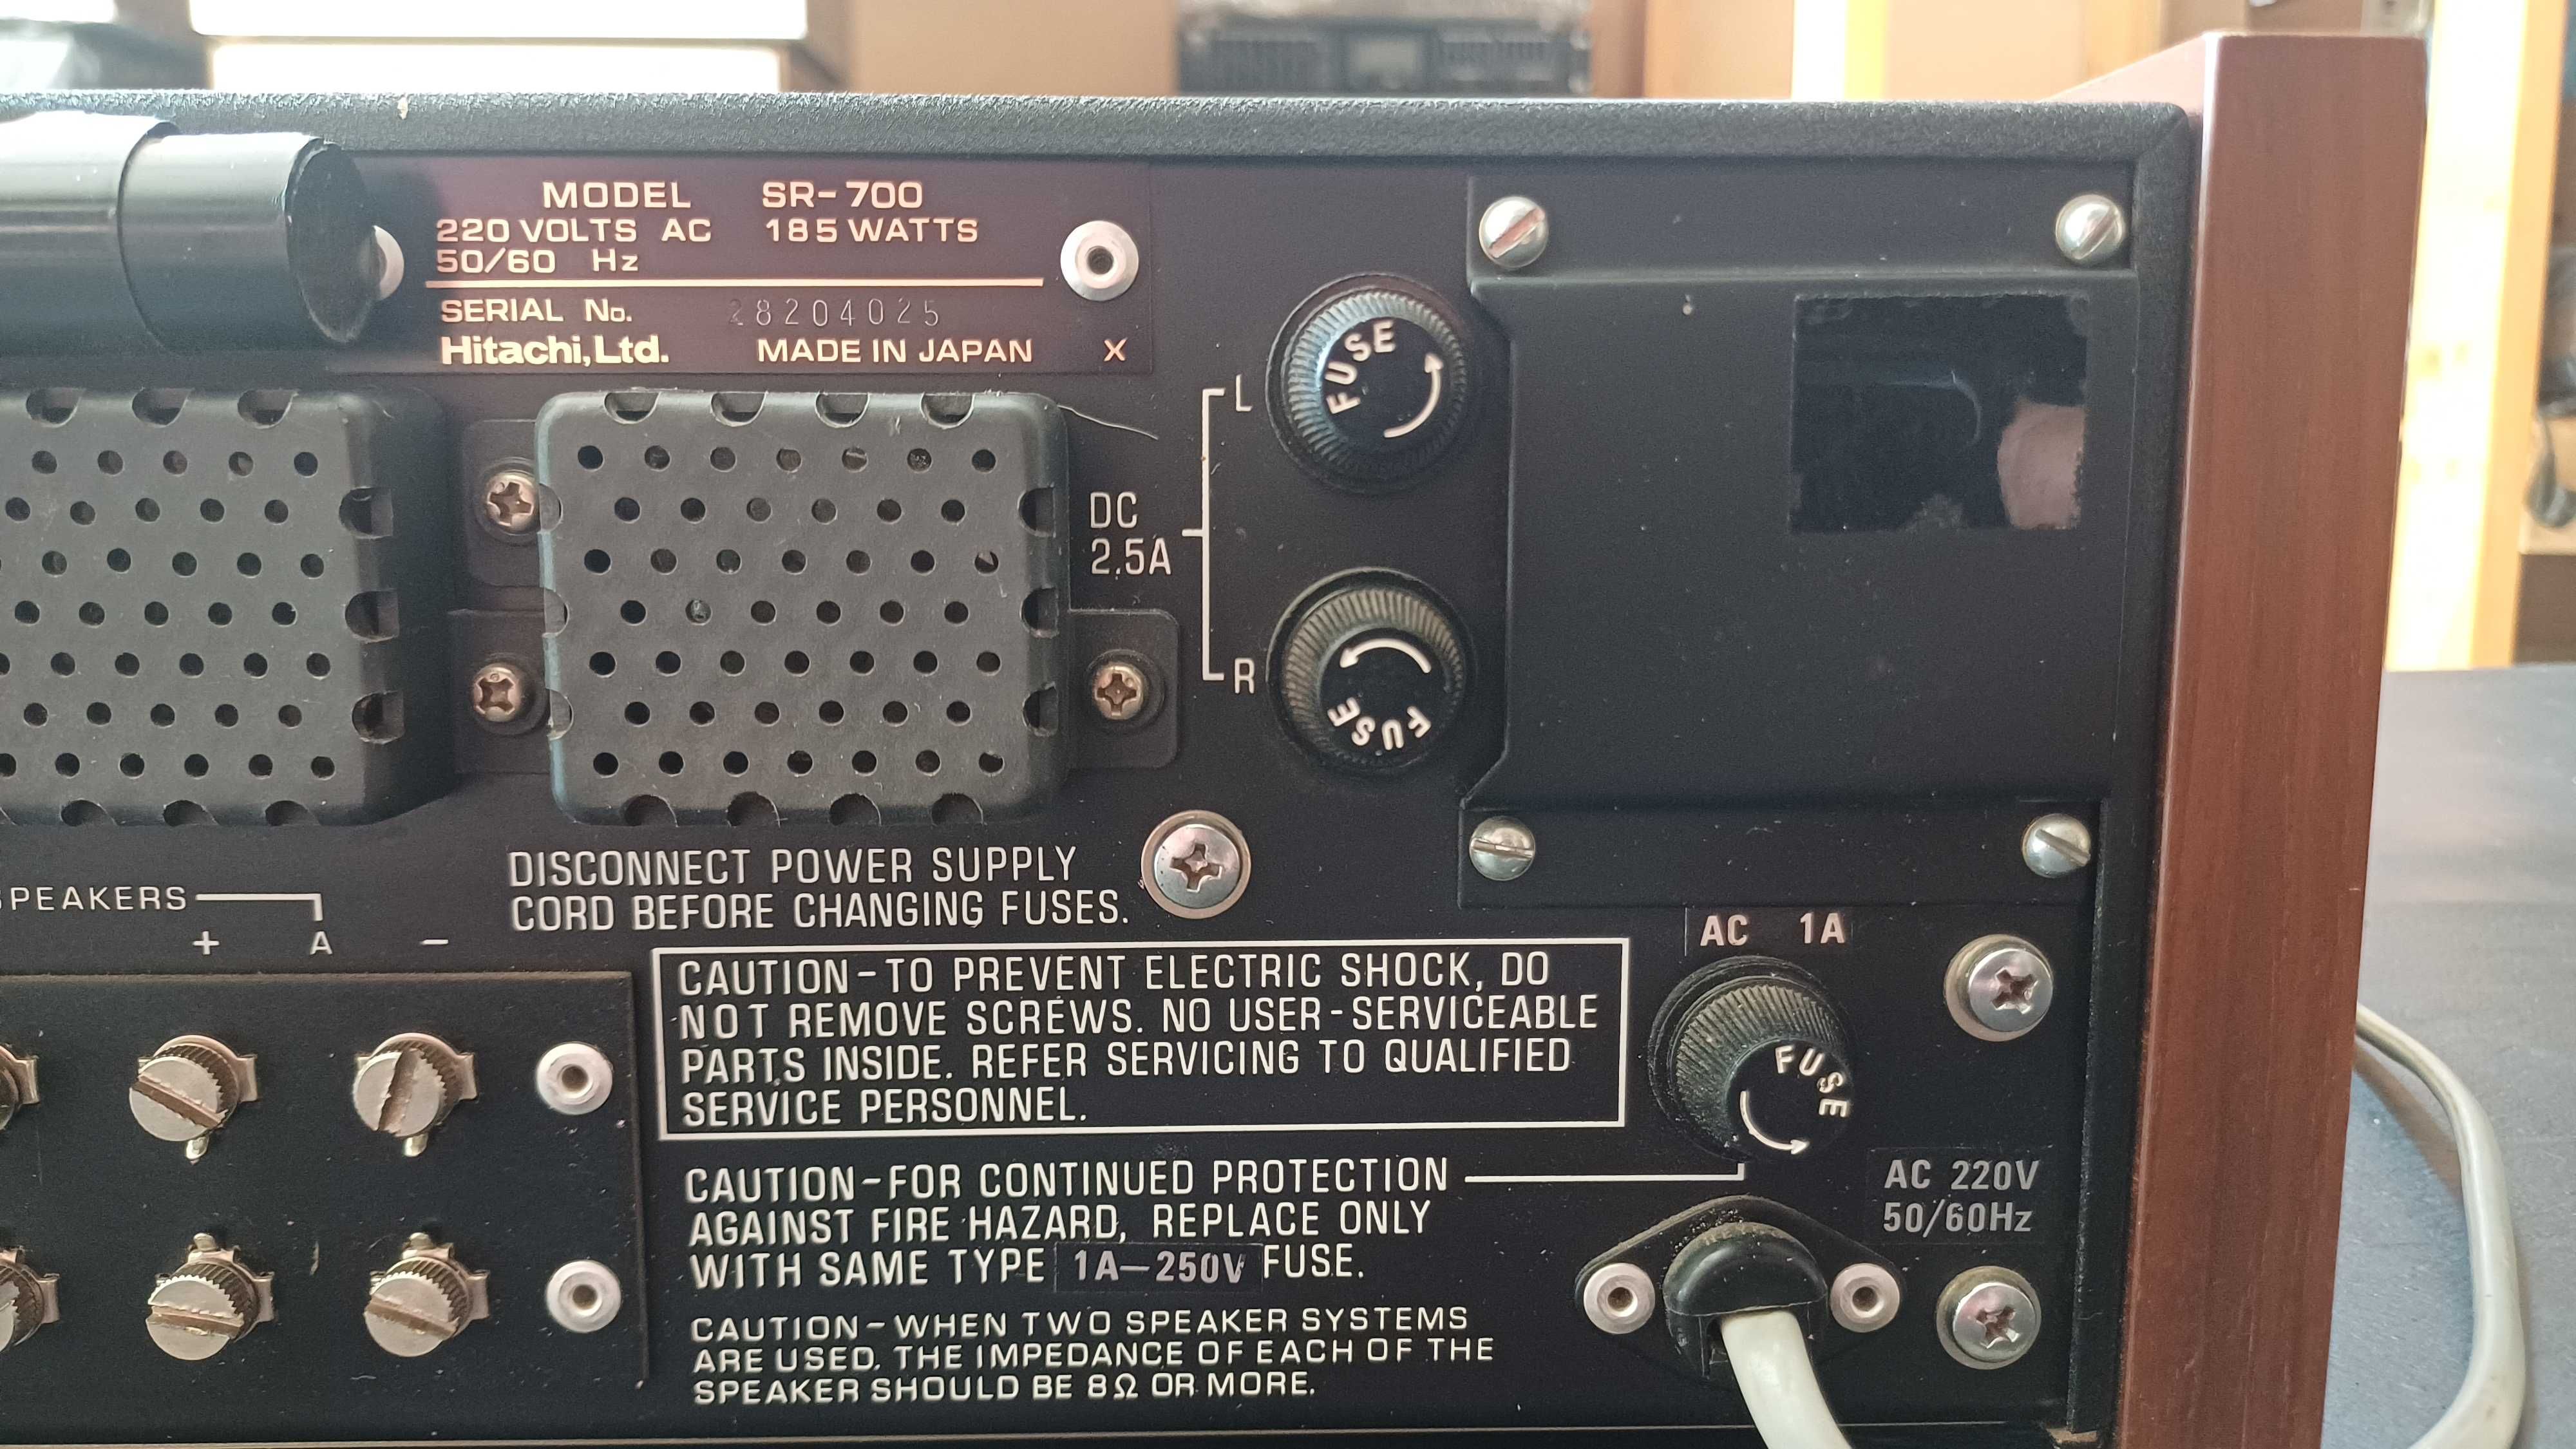 MODEL SR-700
220 VOLTS AC 185 WATTS
50/60 Hz
SERIAL No. 28204025
Hitachi, Ltd. MADE IN JAPAN X
L
FUSE
DC
2.5A
R
FUSE
DISCONNECT POWER SUPPLY
CORD BEFORE CHANGING FUSES.
SPEAKERS
+ A −
AC 1A
FUSE
CAUTION-TO PREVENT ELECTRIC SHOCK, DO
NOT REMOVE SCREWS. NO USER-SERVICEABLE
PARTS INSIDE. REFER SERVICING TO QUALIFIED
SERVICE PERSONNEL.
CAUTION-FOR CONTINUED PROTECTION
AGAINST FIRE HAZARD, REPLACE ONLY
WITH SAME TYPE 1A-250V FUSE.
AC 220V
50/60Hz
CAUTION-WHEN TWO SPEAKER SYSTEMS
ARE USED, THE IMPEDANCE OF EACH OF THE
SPEAKER SHOULD BE 8Ω OR MORE.